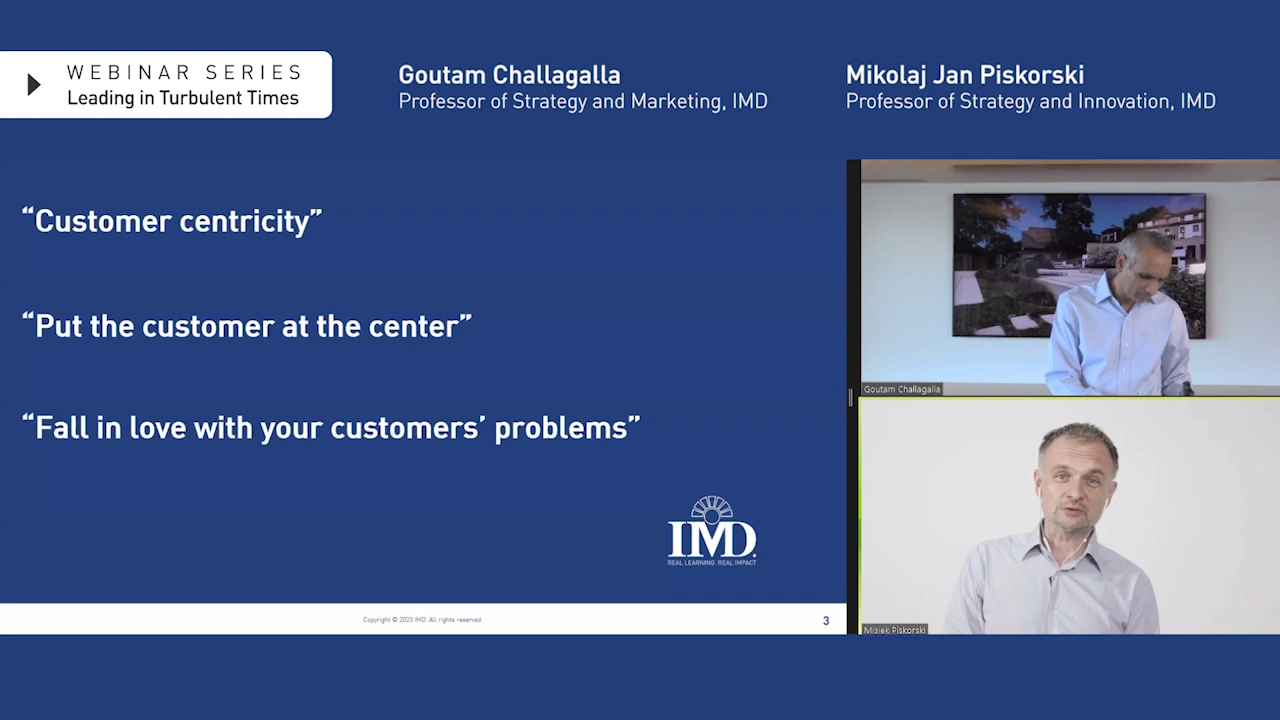 WEBINAR SERIES
Leading in Turbulent Times
Goutam Challagalla
Professor of Strategy and Marketing, IMD
Mikolaj Jan Piskorski
Professor of Strategy and Innovation, IMD
“Customer centricity”
“Put the customer at the center”
“Fall in love with your customers’ problems”
IMD
REAL LEARNING. REAL IMPACT
Copyright © 2020 IMD. All rights reserved.
3
Goutam Challagalla
Misiek Piskorski